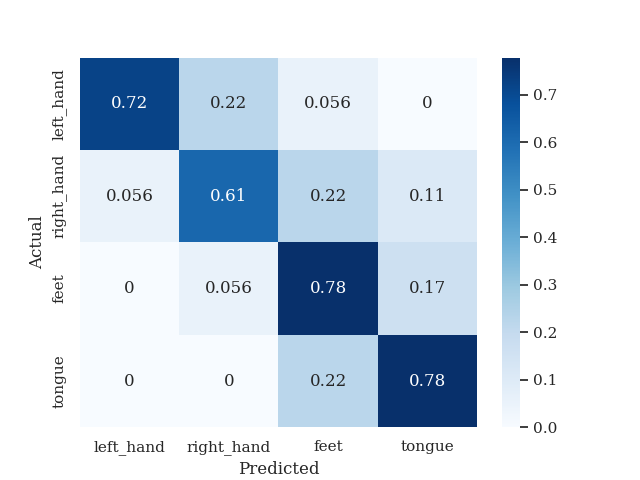 Actual
left_hand
0.72 0.22 0.056 0
right_hand
0.056 0.61 0.22 0.11
feet
0 0.056 0.78 0.17
tongue
0 0 0.22 0.78
left_hand right_hand feet tongue
Predicted
0.7
0.6
0.5
0.4
0.3
0.2
0.1
0.0